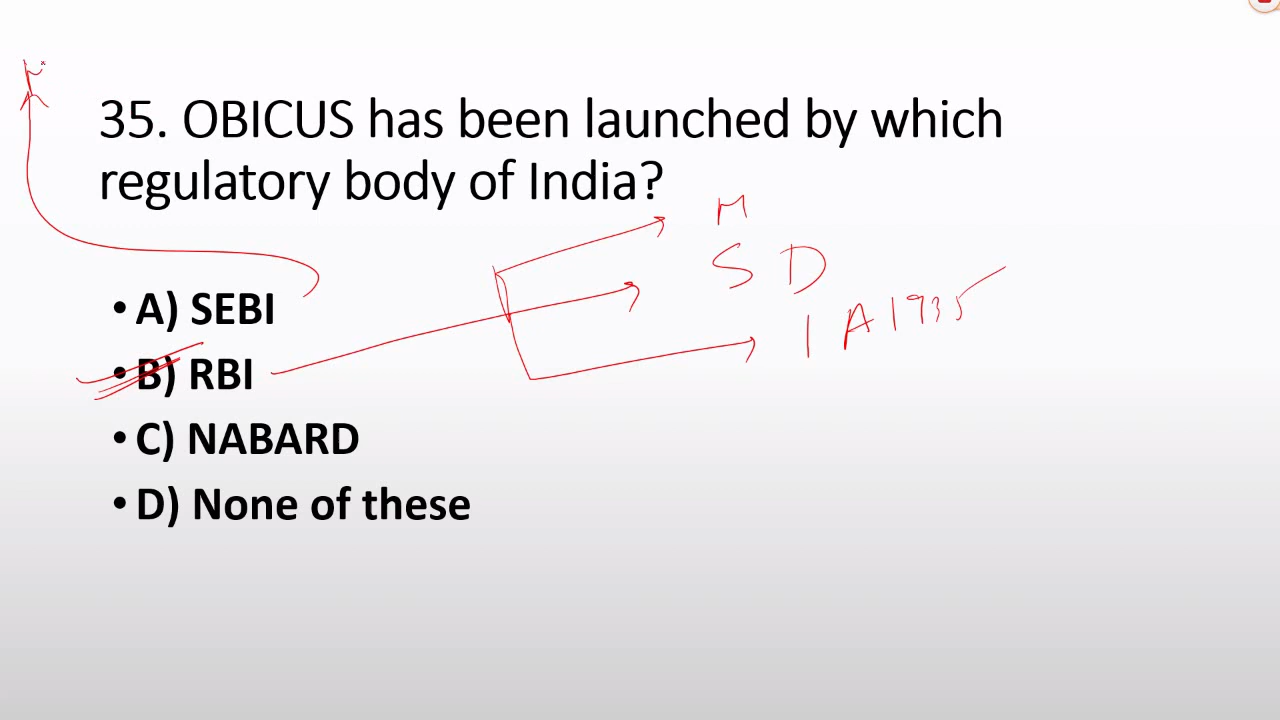 35. OBICUS has been launched by which
regulatory body of India?
M
S D
I A 1935
• A) SEBI
• B) RBI
• C) NABARD
• D) None of these